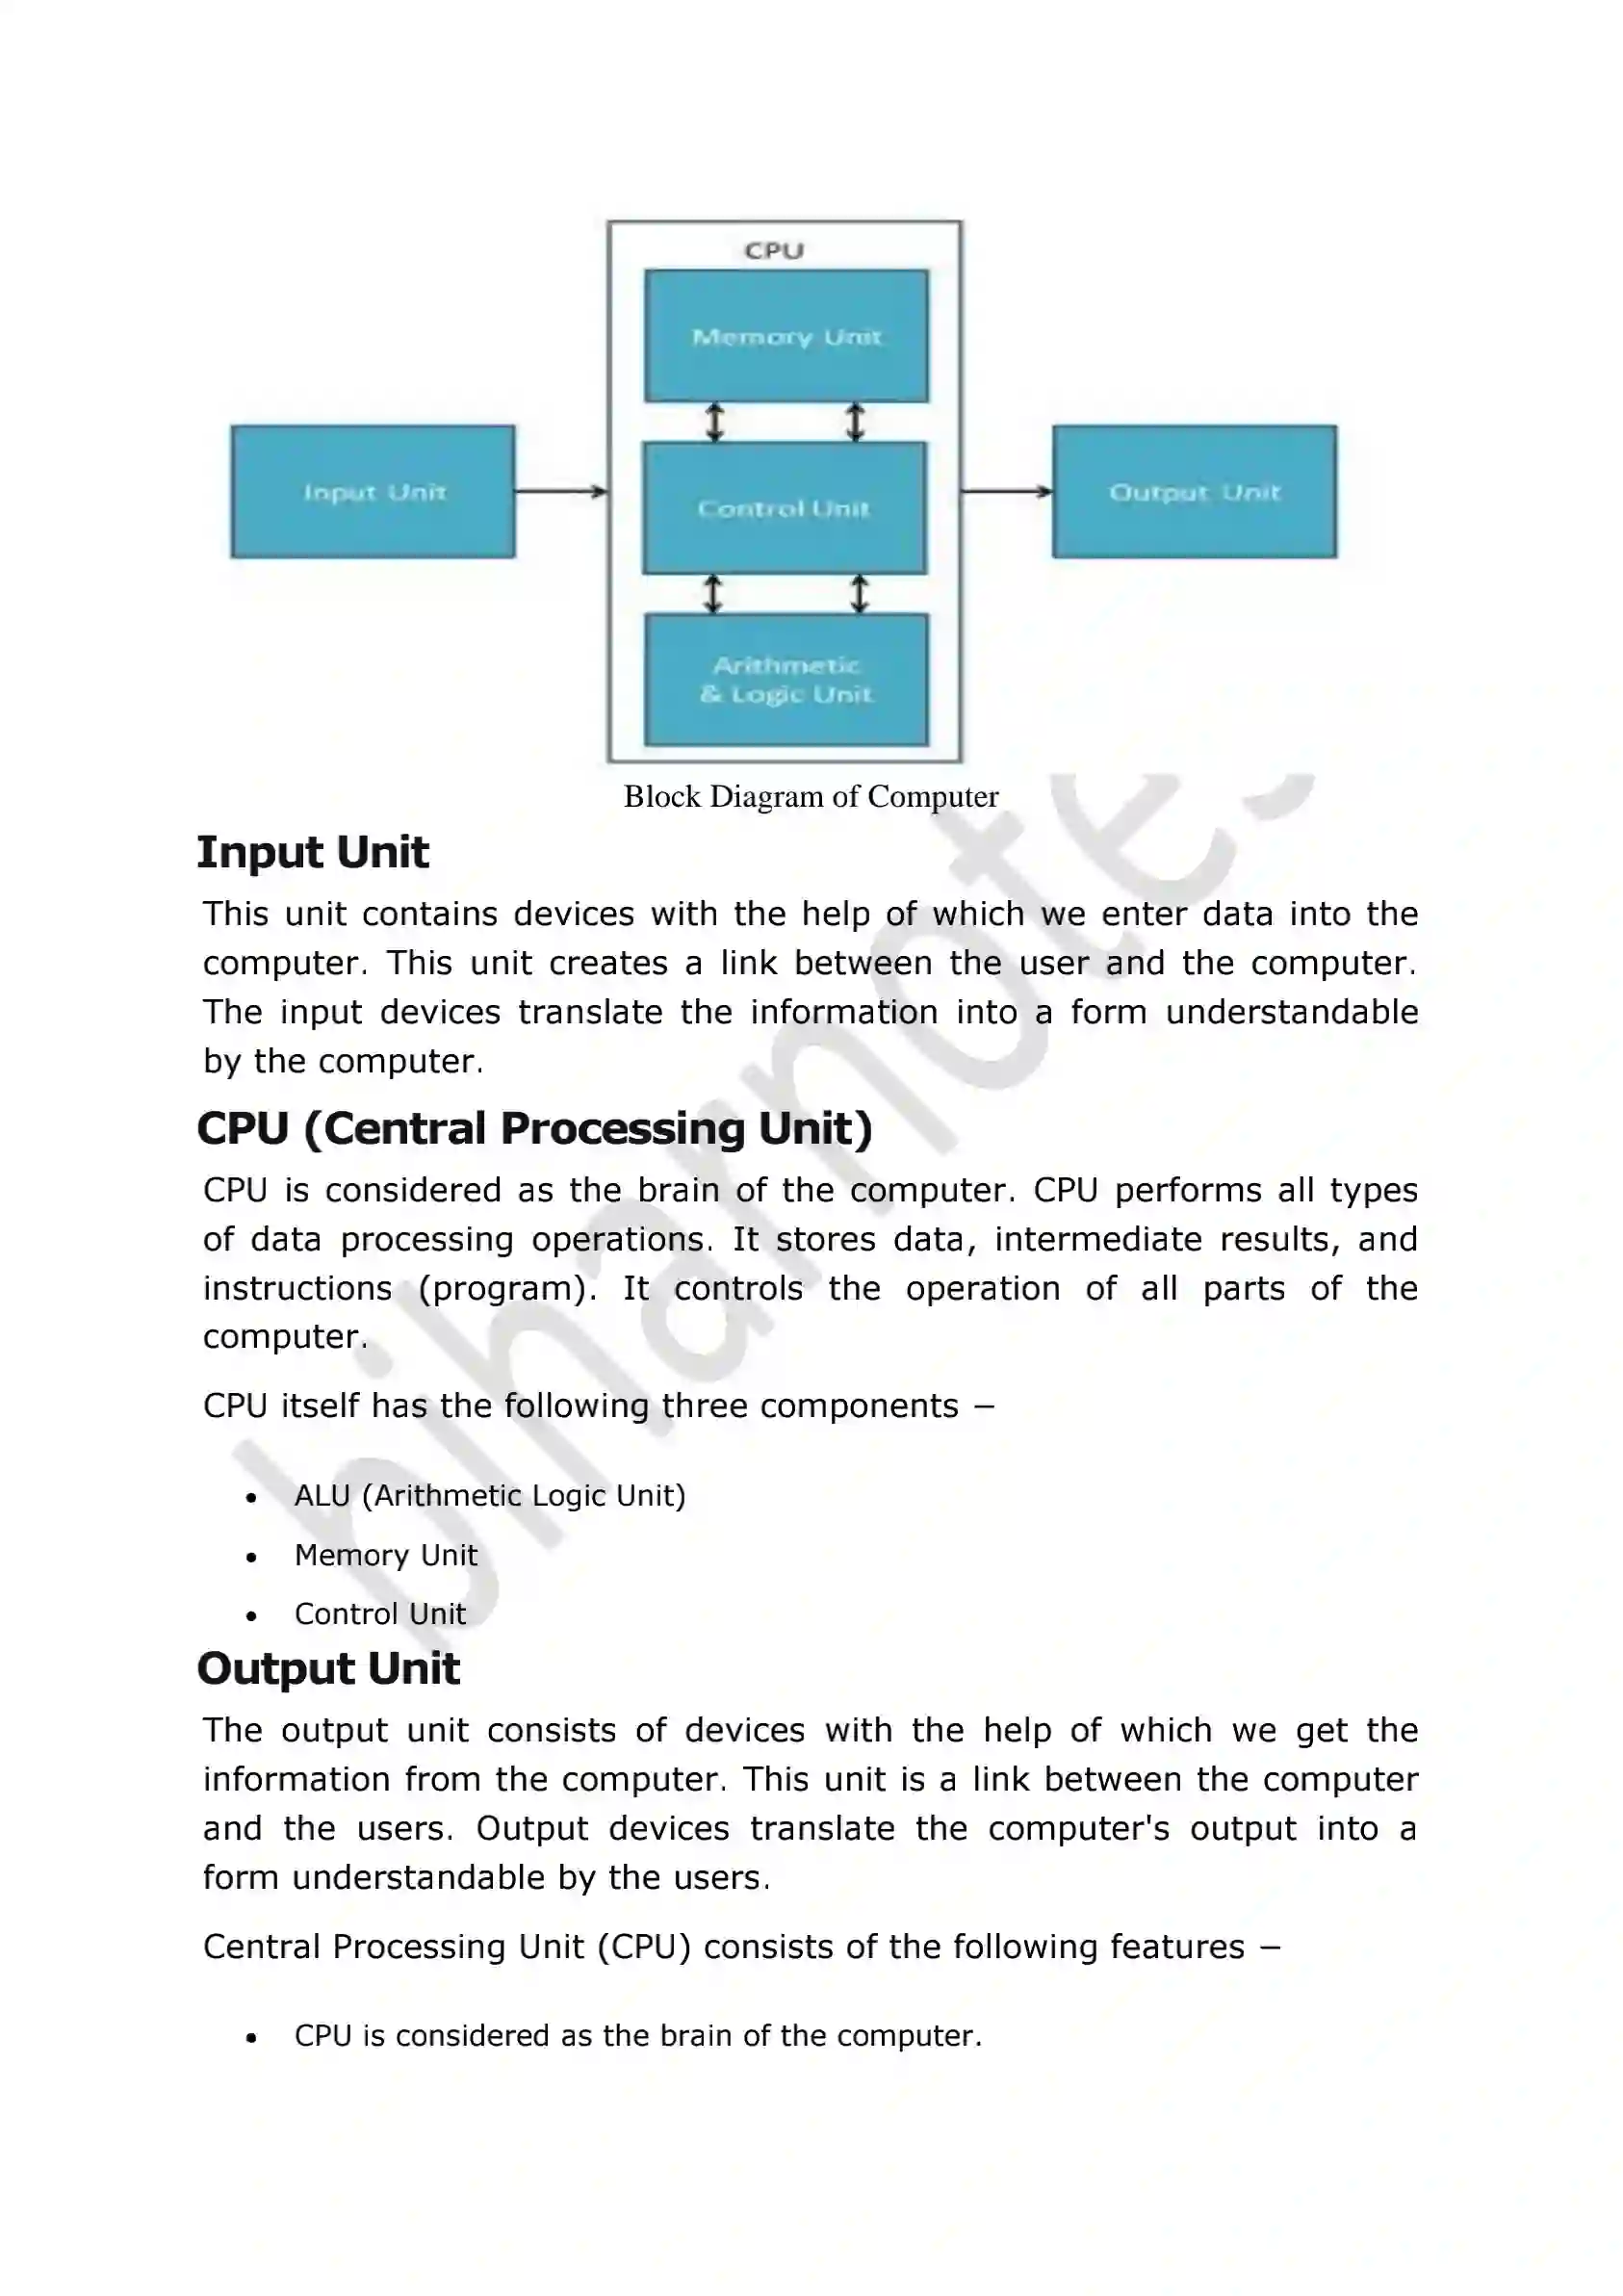 CPU
Memory Unit
Input Unit
Control Unit
Output Unit
Arithmetic
& Logic Unit
Block Diagram of Computer
Input Unit
This unit contains devices with the help of which we enter data into the
computer. This unit creates a link between the user and the computer.
The input devices translate the information into a form understandable
by the computer.
CPU (Central Processing Unit)
CPU is considered as the brain of the computer. CPU performs all types
of data processing operations. It stores data, intermediate results, and
instructions (program). It controls the operation of all parts of the
computer.
CPU itself has the following three components −
• ALU (Arithmetic Logic Unit)
• Memory Unit
• Control Unit
Output Unit
The output unit consists of devices with the help of which we get the
information from the computer. This unit is a link between the computer
and the users. Output devices translate the computer's output into a
form understandable by the users.
Central Processing Unit (CPU) consists of the following features −
• CPU is considered as the brain of the computer.
biharnotes